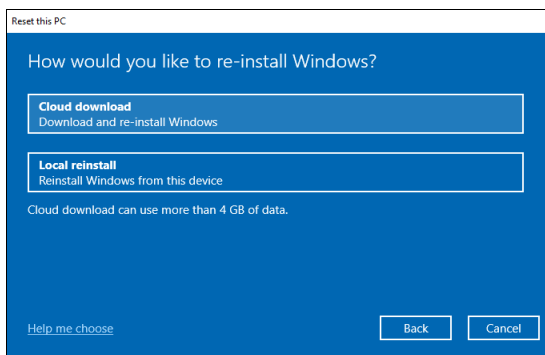 Reset this PC
How would you like to re-install Windows?
Cloud download
Download and re-install Windows
Local reinstall
Reinstall Windows from this device
Cloud download can use more than 4 GB of data.
Help me choose
Back
Cancel